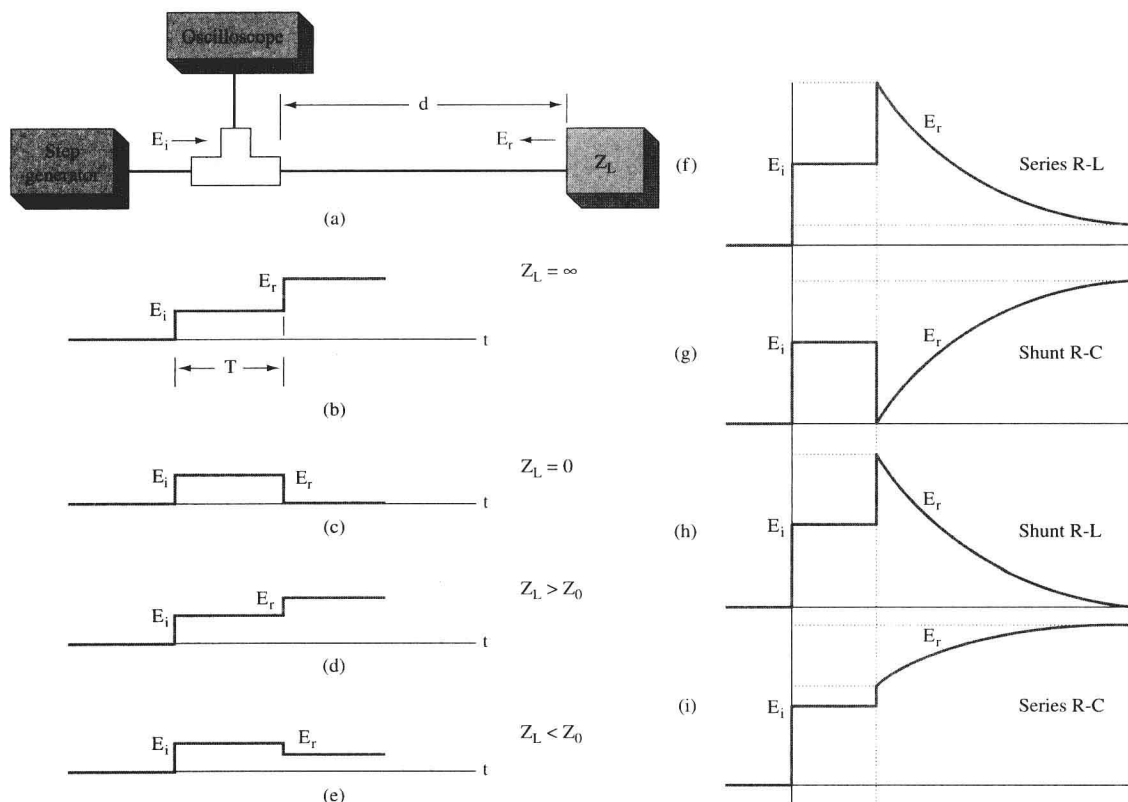 Oscilloscope
d
E_i
E_r
Step
generator
Z_L
(a)
E_i
E_r
Z_L = ∞
t
T
(b)
E_i
E_r
Z_L = 0
t
(c)
E_i
E_r
Z_L > Z_0
t
(d)
E_i
E_r
Z_L < Z_0
t
(e)
(f)
E_i
E_r
Series R-L
(g)
E_i
E_r
Shunt R-C
(h)
E_i
E_r
Shunt R-L
(i)
E_i
E_r
Series R-C